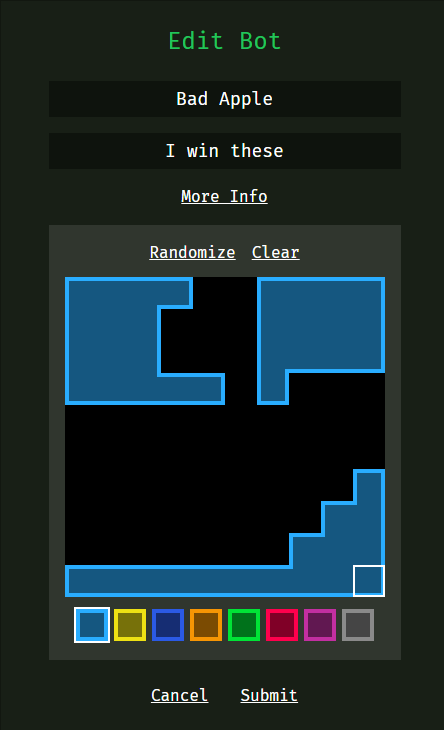 Edit Bot
Bad Apple
I win these
More Info
Randomize Clear
Cancel Submit